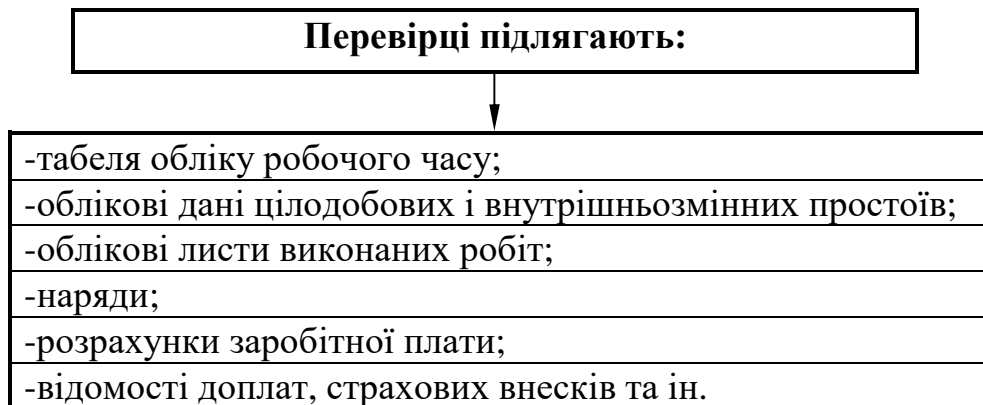 Перевірці підлягають:
-табеля обліку робочого часу;
-облікові дані цілодобових і внутрішньозмінних простоїв;
-облікові листи виконаних робіт;
-наряди;
-розрахунки заробітної плати;
-відомості доплат, страхових внесків та ін.